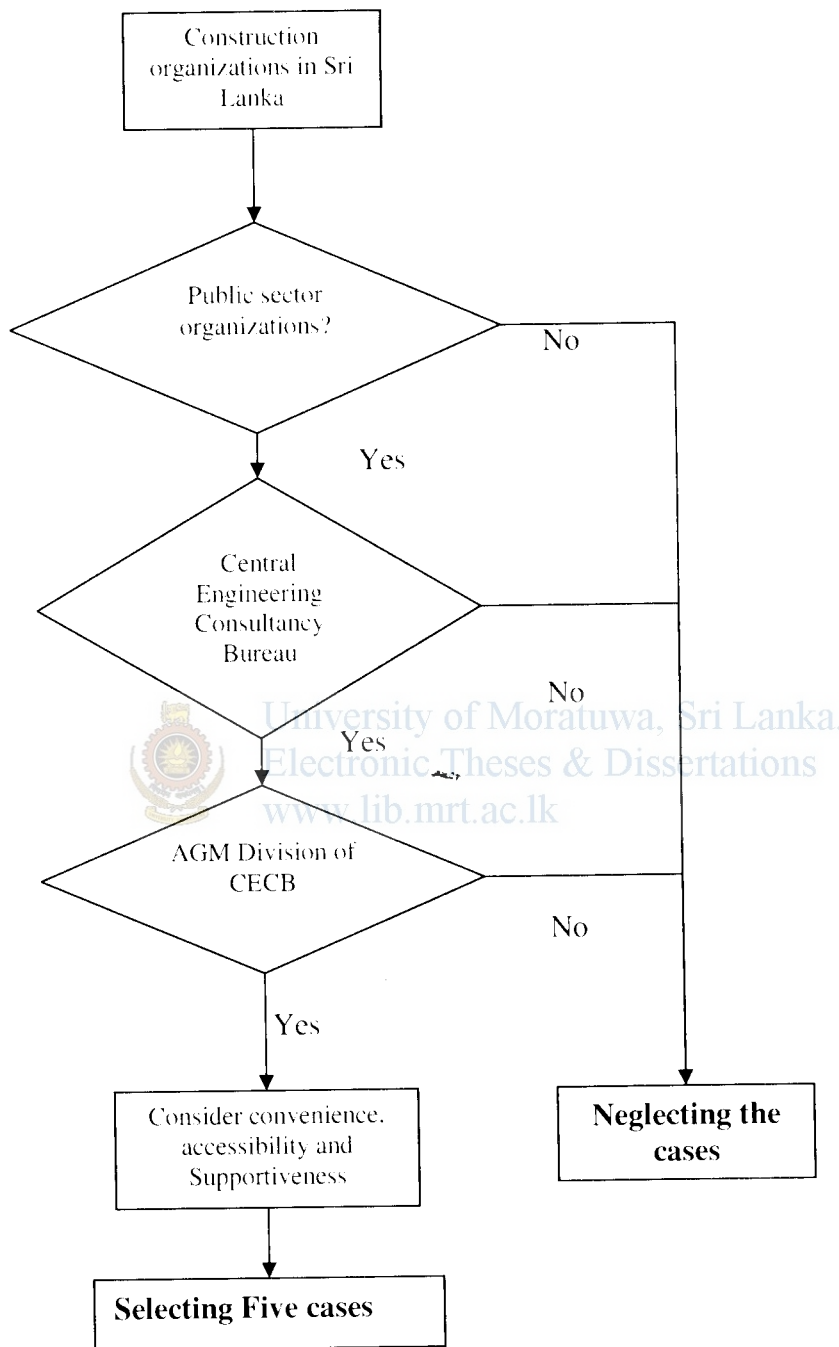 Construction
organizations in Sri
Lanka
Public sector
organizations?
No
Yes
Central
Engineering
Consultancy
Bureau
No
University of Moratuwa, Sri Lanka.
Yes
Electronic Theses & Dissertations
www.lib.mrt.ac.lk
AGM Division of
CECB
No
Yes
Consider convenience,
accessibility and
Supportiveness
Neglecting the
cases
Selecting Five cases